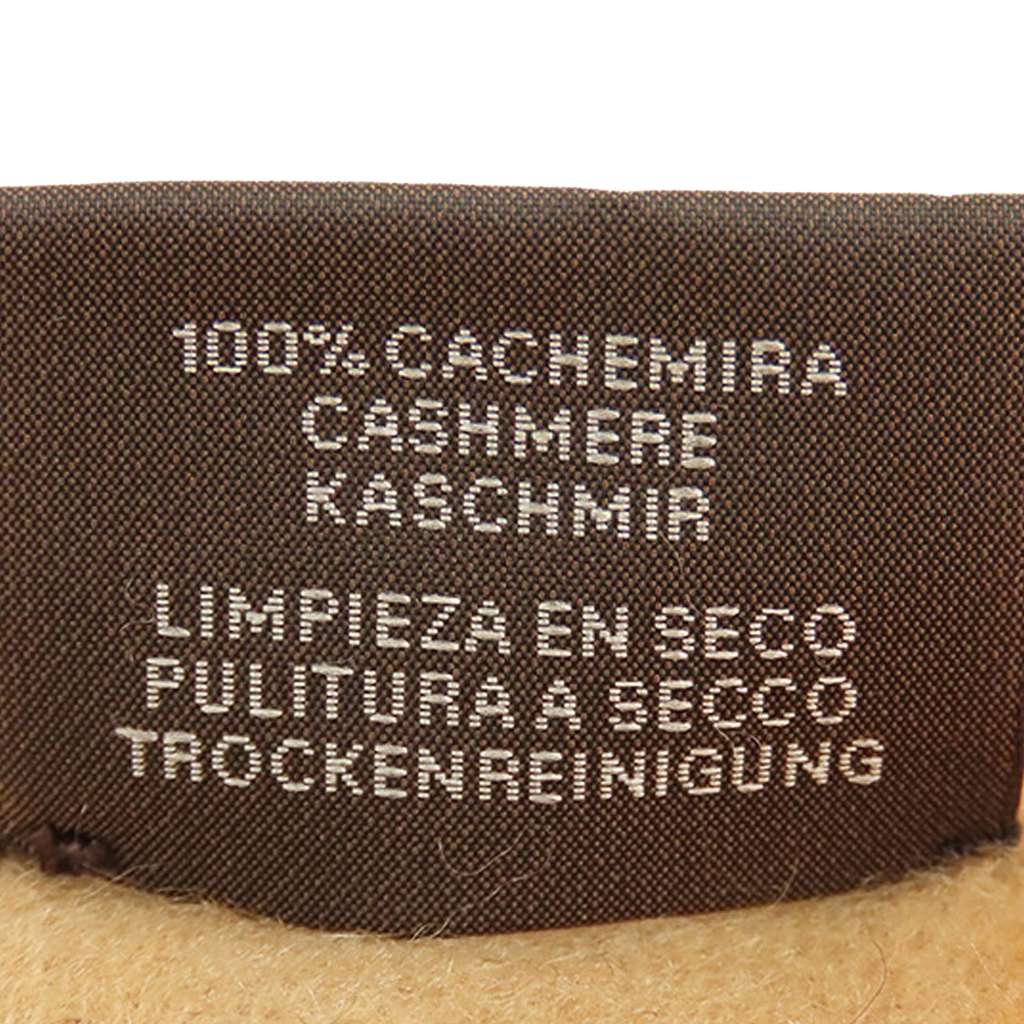 100% CACHEMIRA
CASHMERE
KASCHMIR
LIMPIEZA EN SECO
PULITURA A SECCO
TROCKENREINIGUNG